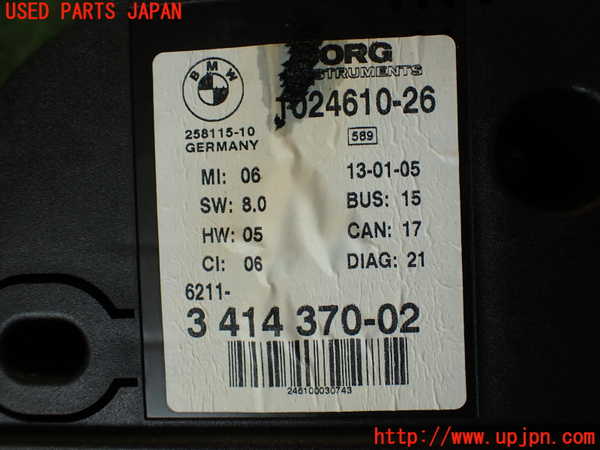 USED PARTS JAPAN
BMW
ORG
STRUMENTS
1024610-26
258115-10
GERMANY
589
MI: 06
13-01-05
SW: 8.0
BUS: 15
HW: 05
CAN: 17
CI: 06
DIAG: 21
6211-
3 414 370-02
246100030743
http://www.upjpn.com